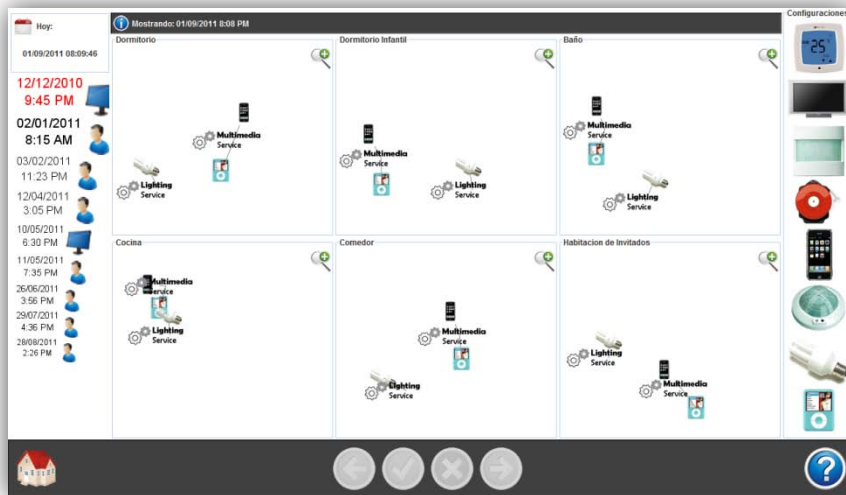 Hoy:
01/09/2011 08:09:46
12/12/2010
9:45 PM
02/01/2011
8:15 AM
03/02/2011
11:23 PM
12/04/2011
3:05 PM
10/05/2011
6:30 PM
11/05/2011
7:35 PM
26/06/2011
3:56 PM
29/07/2011
4:36 PM
28/08/2011
2:26 PM
Mostrando: 01/09/2011 8:08 PM
Dormitorio
Multimedia
Service
Lighting
Service
Dormitorio Infantil
Multimedia
Service
Lighting
Service
Baño
Multimedia
Service
Lighting
Service
Cocina
Multimedia
Service
Lighting
Service
Comedor
Multimedia
Service
Lighting
Service
Habitacion de Invitados
Lighting
Service
Multimedia
Service
Configuraciones
25